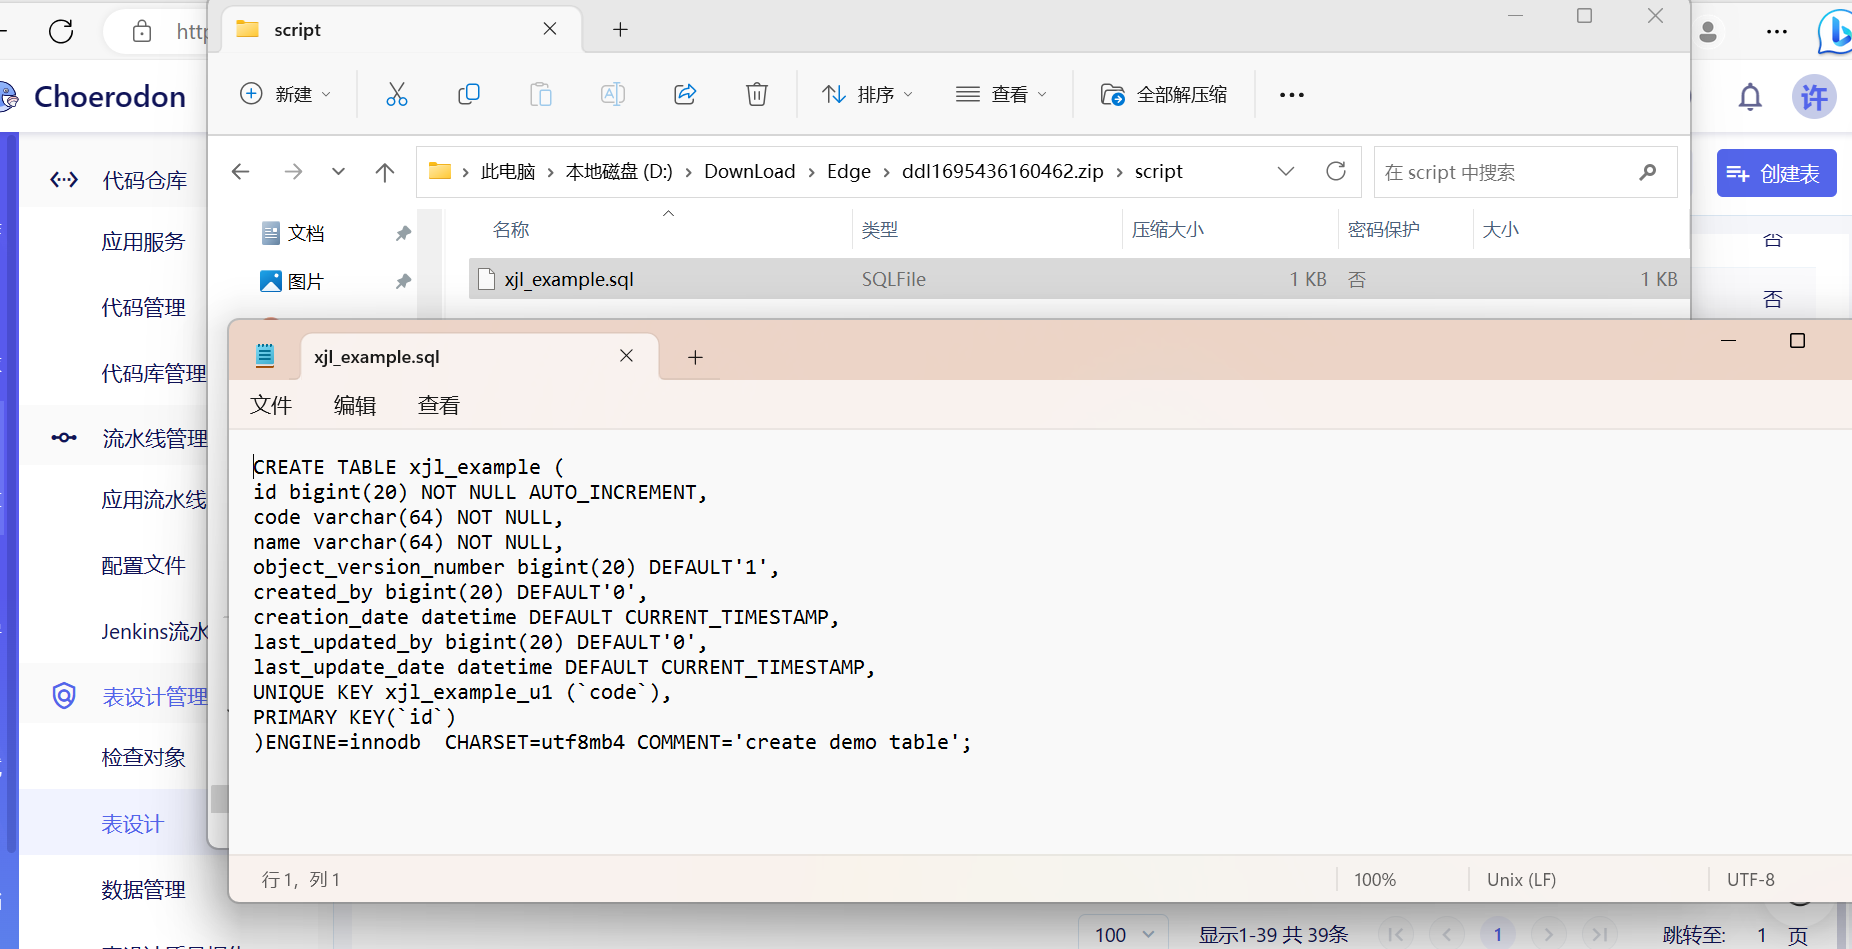 script
Choerodon
许
新建
排序
查看
全部解压缩
此电脑 > 本地磁盘 (D:) > DownLoad > Edge > ddl1695436160462.zip > script
在 script 中搜索
创建表
文档
图片
名称
类型
压缩大小
密码保护
大小
xjl_example.sql
SQLFile
1 KB
否
1 KB
否
否
代码仓库
应用服务
代码管理
代码库管理
流水线管理
应用流水线
配置文件
Jenkins流水
表设计管理
检查对象
表设计
数据管理
xjl_example.sql
文件 编辑 查看
CREATE TABLE xjl_example (
id bigint(20) NOT NULL AUTO_INCREMENT,
code varchar(64) NOT NULL,
name varchar(64) NOT NULL,
object_version_number bigint(20) DEFAULT'1',
created_by bigint(20) DEFAULT'0',
creation_date datetime DEFAULT CURRENT_TIMESTAMP,
last_updated_by bigint(20) DEFAULT'0',
last_update_date datetime DEFAULT CURRENT_TIMESTAMP,
UNIQUE KEY xjl_example_u1 (`code`),
PRIMARY KEY(`id`)
)ENGINE=innodb  CHARSET=utf8mb4 COMMENT='create demo table';
行 1，列 1
100%
Unix (LF)
UTF-8
100
显示1-39 共 39条
1
跳转至:
1
页